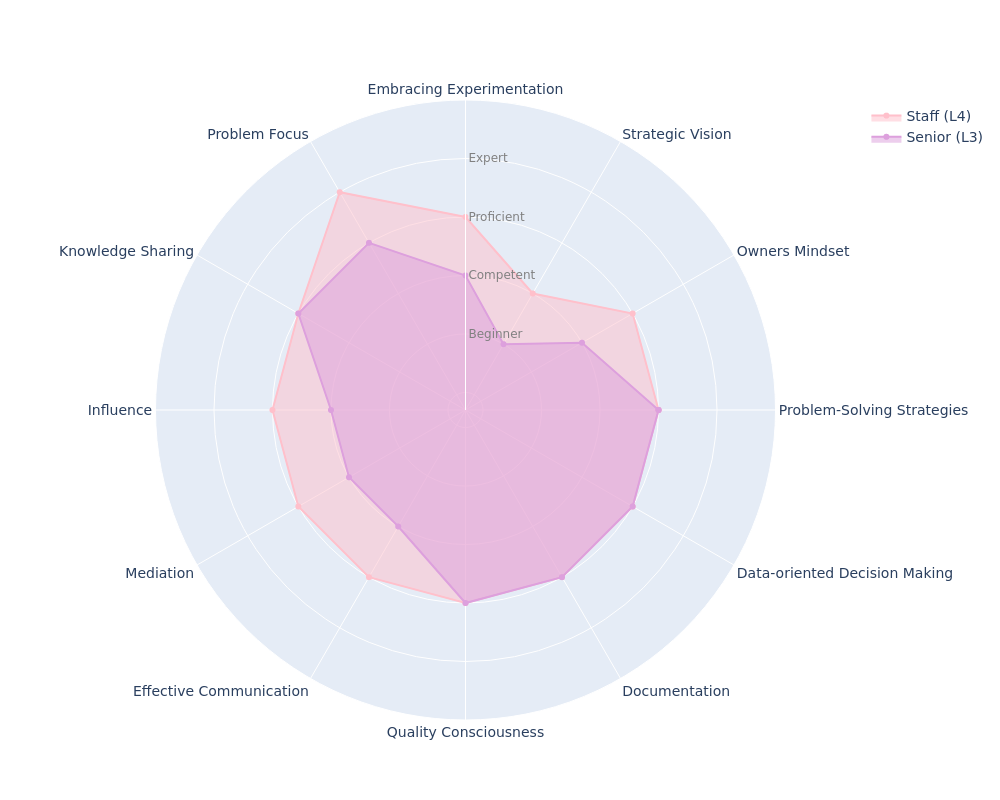 Embracing Experimentation
Problem Focus
Strategic Vision
Staff (L4)
Senior (L3)
Expert
Proficient
Competent
Beginner
Knowledge Sharing
Owners Mindset
Influence
Problem-Solving Strategies
Mediation
Data-oriented Decision Making
Effective Communication
Documentation
Quality Consciousness